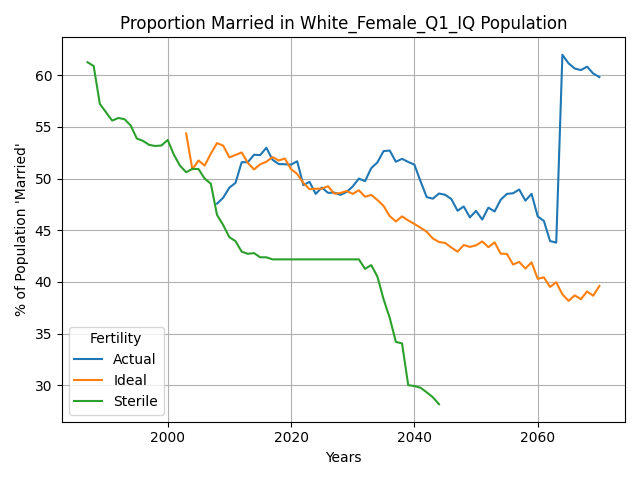 Proportion Married in White_Female_Q1_IQ Population
% of Population 'Married'
60
55
50
45
40
35
30
Fertility
Actual
Ideal
Sterile
2000 2020 2040 2060
Years